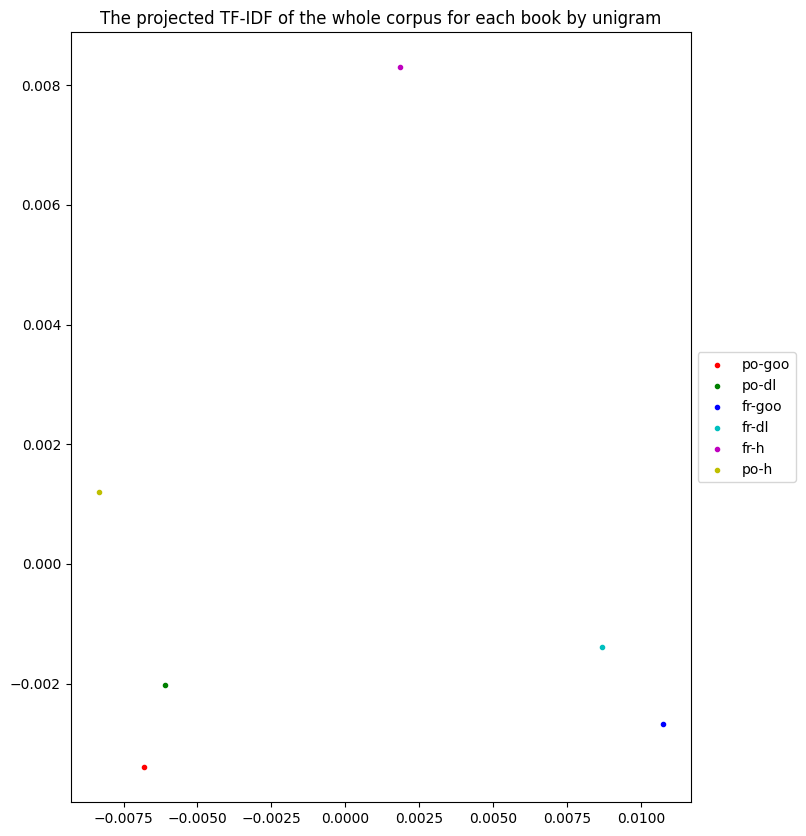 The projected TF-IDF of the whole corpus for each book by unigram
0.008
0.006
0.004
0.002
0.000
−0.002
−0.0075 −0.0050 −0.0025 0.0000 0.0025 0.0050 0.0075 0.0100
po-goo
po-dl
fr-goo
fr-dl
fr-h
po-h